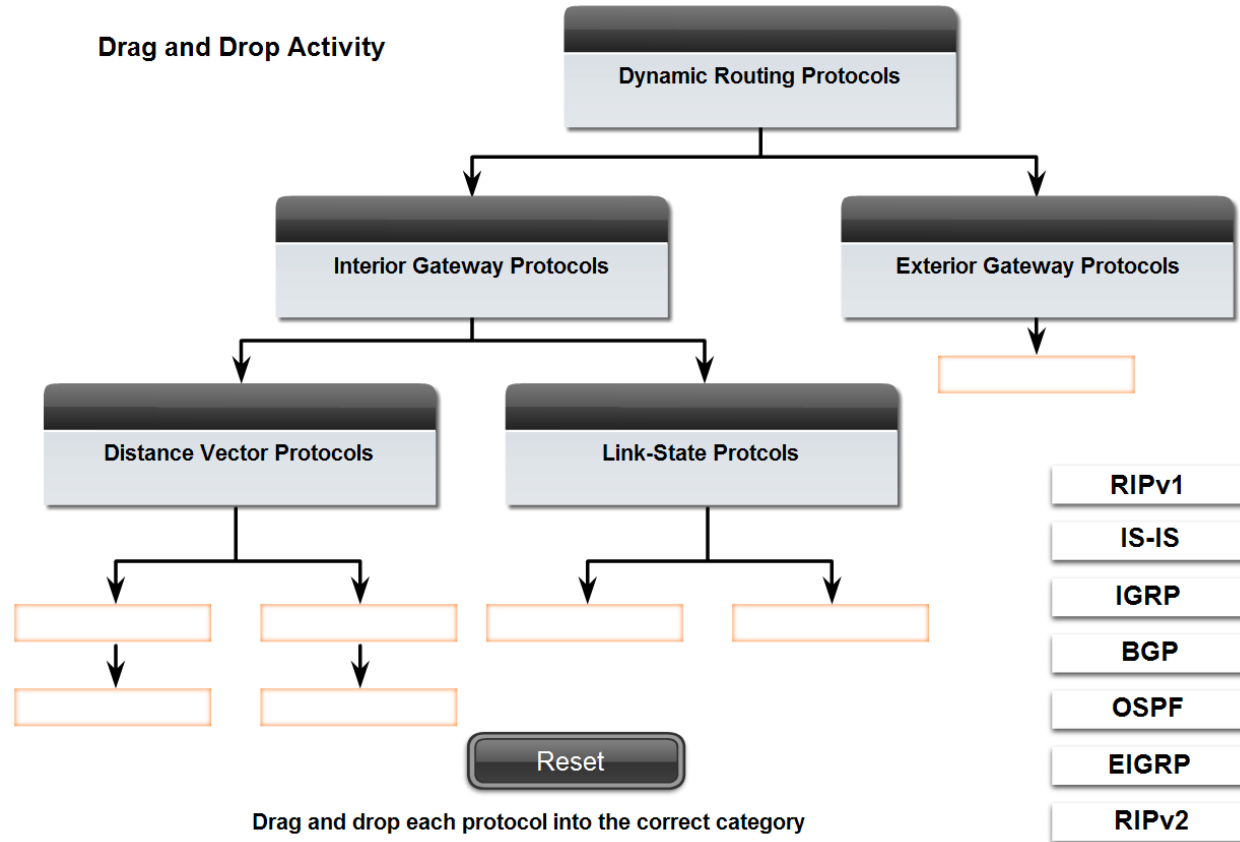 Drag and Drop Activity
Dynamic Routing Protocols
Interior Gateway Protocols
Exterior Gateway Protocols
Distance Vector Protocols
Link-State Protcols
RIPv1
IS-IS
IGRP
BGP
OSPF
EIGRP
RIPv2
Reset
Drag and drop each protocol into the correct category